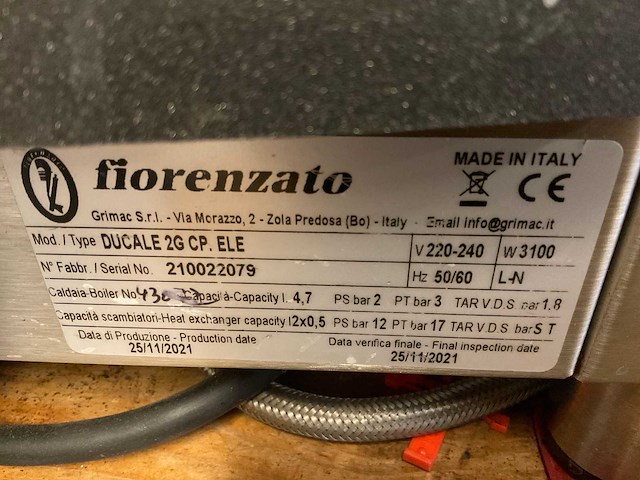 fiorenzato
MADE IN ITALY
CE
Grimac S.r.l. - Via Morazzo, 2 - Zola Predosa (Bo) - Italy - Email info@grimac.it
Mod. / Type DUCALE 2G CP. ELE V 220-240 W 3100
N° Fabbr. / Serial No. 210022079 Hz 50/60 L-N
Caldaia-Boiler No Capacità-Capacity l. 4,7 PS bar 2 PT bar 3 TAR V.D.S. bar 1.8
Capacità scambiatori-Heat exchanger capacity l 2x0,5 PS bar 12 PT bar 17 TAR V.D.S. bar S T
Data di Produzione - Production date Data verifica finale - Final inspection date
25/11/2021 25/11/2021